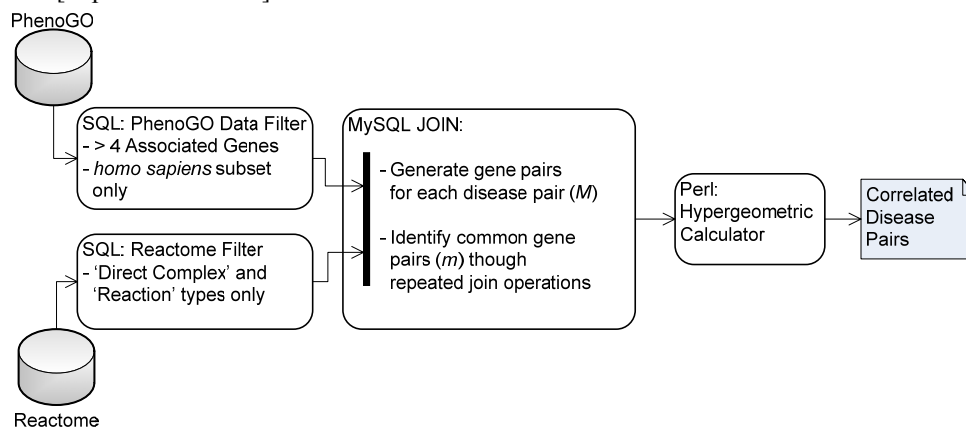 PhenoGO
SQL: PhenoGO Data Filter
- > 4 Associated Genes
- homo sapiens subset
only
MySQL JOIN:
- Generate gene pairs
for each disease pair (M)
- Identify common gene
pairs (m) though
repeated join operations
SQL: Reactome Filter
- ‘Direct Complex’ and
‘Reaction’ types only
Reactome
Perl:
Hypergeometric
Calculator
Correlated
Disease
Pairs